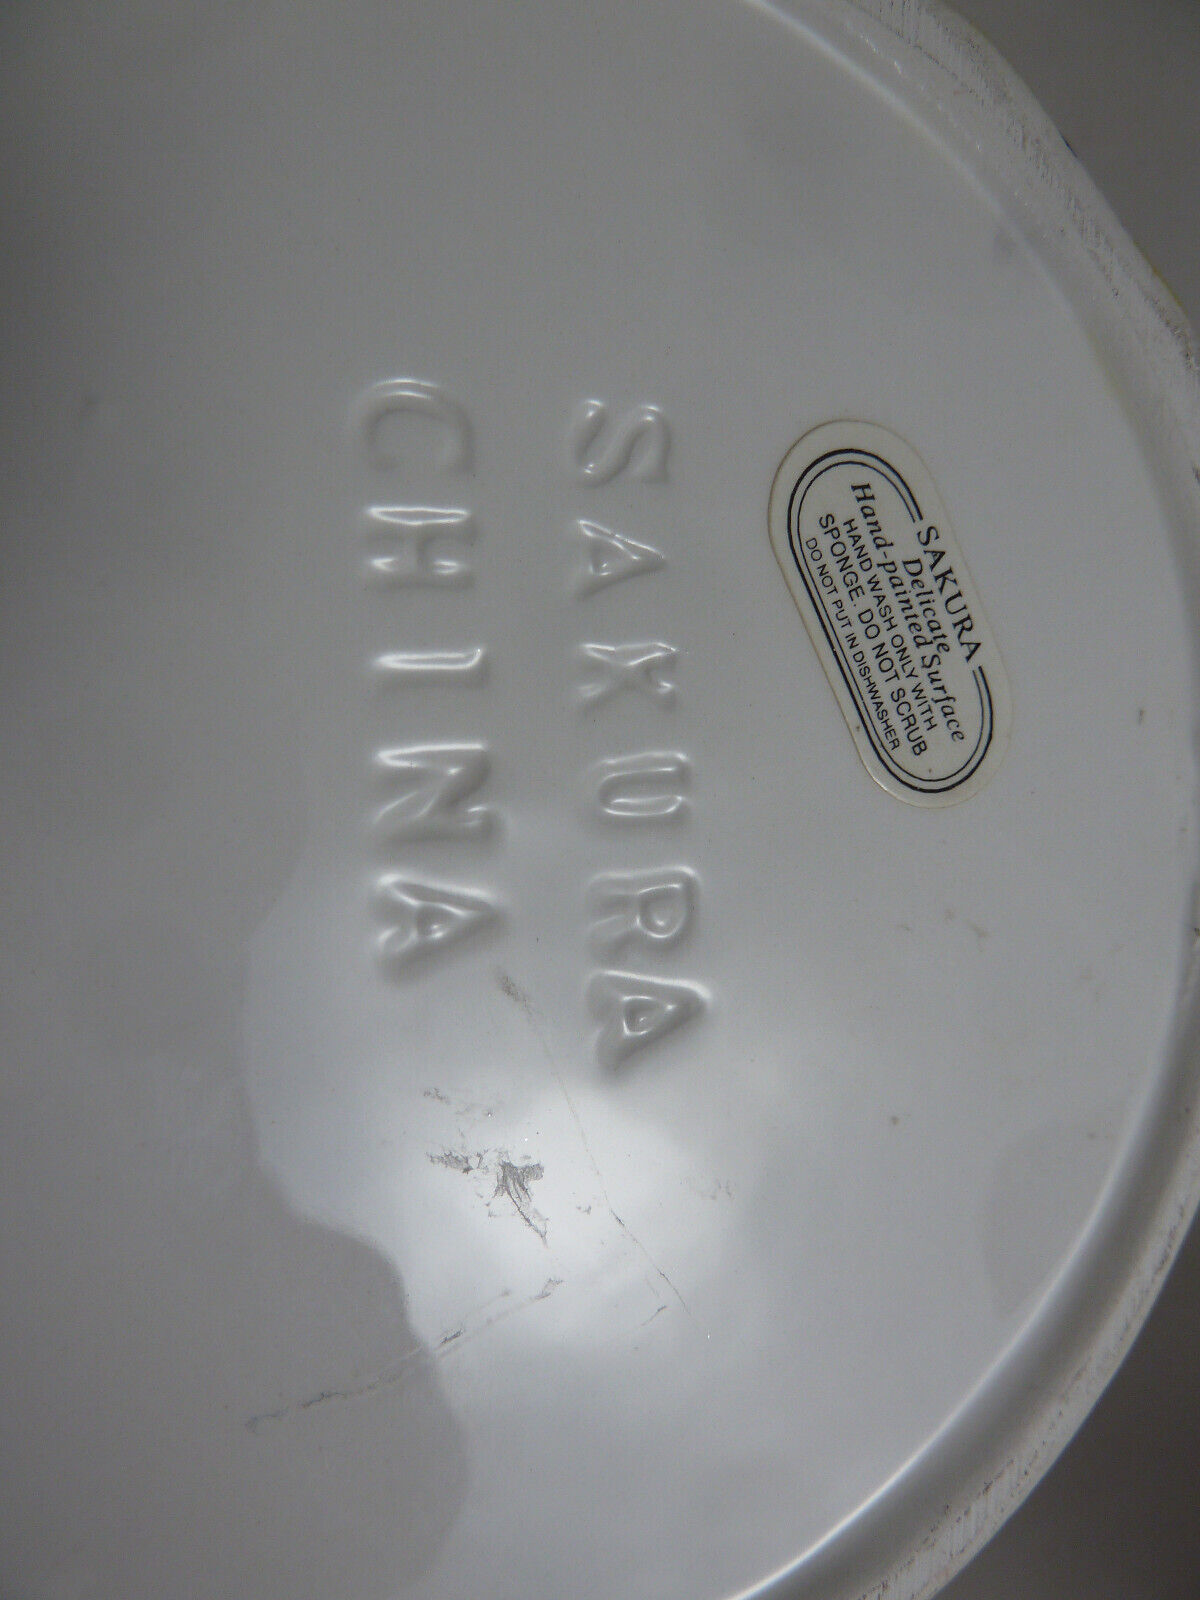 SAKURA
Delicate
Hand-painted Surface
HAND WASH ONLY WITH
SPONGE. DO NOT SCRUB
DO NOT PUT IN DISHWASHER
SAKURA
CHINA